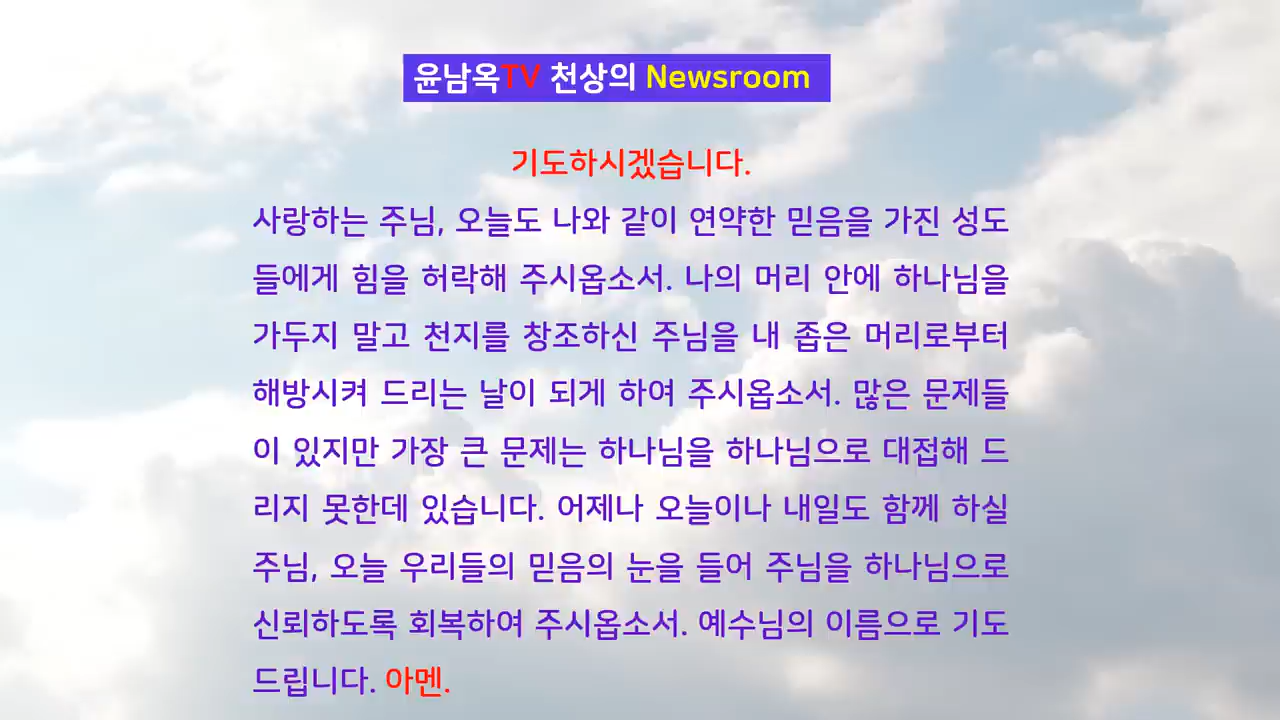 윤남옥TV 천상의 Newsroom
기도하시겠습니다.
사랑하는 주님, 오늘도 나와 같이 연약한 믿음을 가진 성도
들에게 힘을 허락해 주시옵소서. 나의 머리 안에 하나님을
가두지 말고 천지를 창조하신 주님을 내 좁은 머리로부터
해방시켜 드리는 날이 되게 하여 주시옵소서. 많은 문제들
이 있지만 가장 큰 문제는 하나님을 하나님으로 대접해 드
리지 못한데 있습니다. 어제나 오늘이나 내일도 함께 하실
주님, 오늘 우리들의 믿음의 눈을 들어 주님을 하나님으로
신뢰하도록 회복하여 주시옵소서. 예수님의 이름으로 기도
드립니다. 아멘.